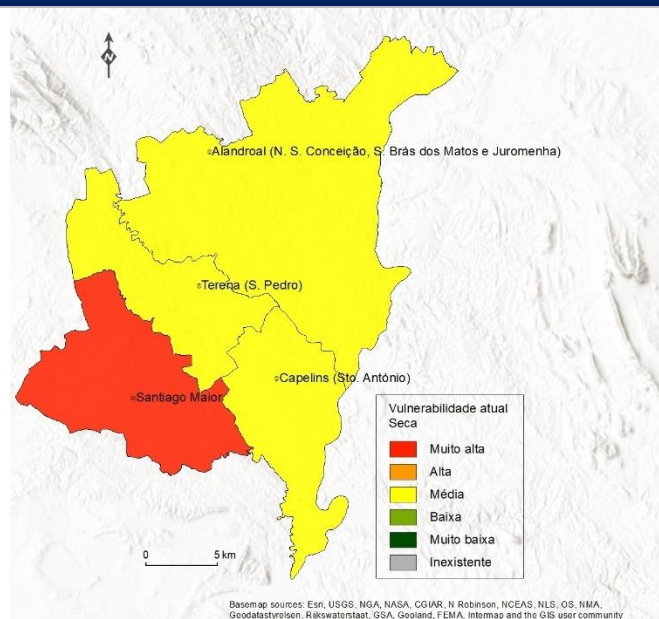 N
Alandroal (N. S. Conceição, S. Brás dos Matos e Juromenha)
Terena (S. Pedro)
Capelins (Sto. António)
Santiago Maior
Vulnerabilidade atual
Seca
Muito alta
Alta
Média
Baixa
Muito baixa
Inexistente
0 5 km
Basemap sources: Esri, USGS, NGA, NASA, CGIAR, N Robinson, NCEAS, NLS, OS, NMA,
Geodatastyrelsen, Rijkswaterstaat, GSA, Geoland, FEMA, Intermap and the GIS user community